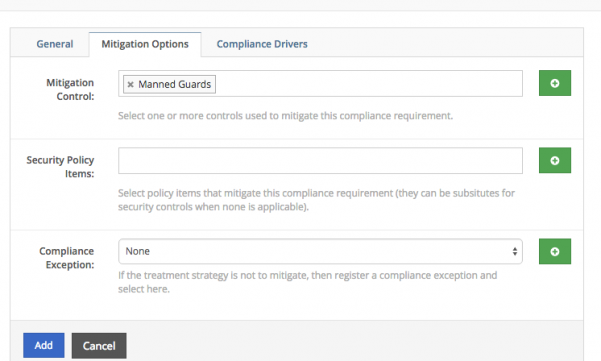 General Mitigation Options Compliance Drivers
Mitigation
Control:
× Manned Guards
Select one or more controls used to mitigate this compliance requirement.
Security Policy
Items:
Select policy items that mitigate this compliance requirement (they can be subsitutes for
security controls when none is applicable).
Compliance
Exception:
None
If the treatment strategy is not to mitigate, then register a compliance exception and
select here.
Add Cancel